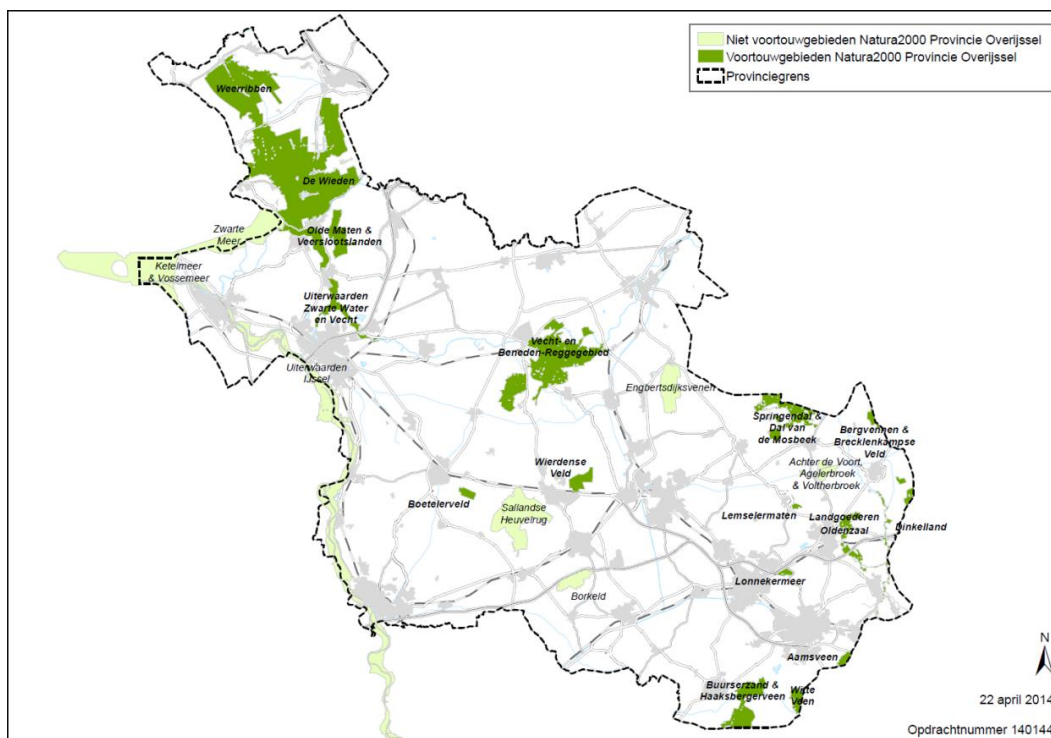 Niet voortouwgebieden Natura2000 Provincie Overijssel
Voortouwgebieden Natura2000 Provincie Overijssel
Provinciegrens
Weerribben
De Wieden
Zwarte
Meer
Olde Maten &
Veerslootslanden
Ketelmeer
& Vossemeer
Uiterwaarden
Zwarte Water
en Vecht
Vecht- en
Beneden-Reggegebied
Uiterwaarden
IJssel
Engbertsdijksvenen
Springendal &
Dal van
de Mosbeek
Bergvennen &
Brecklenkampse
Veld
Achter de Voort,
Agelerbroek
& Voltherbroek
Wierdense
Veld
Boetelerveld
Sallandse
Heuvelrug
Lemselermaten
Landgoederen
Oldenzaal
Dinkelland
Lonnekermeer
Borkeld
Aamsveen
Buurserzand &
Haaksbergerveen
Witte
Veen
N
22 april 2014
Opdrachtnummer 140144